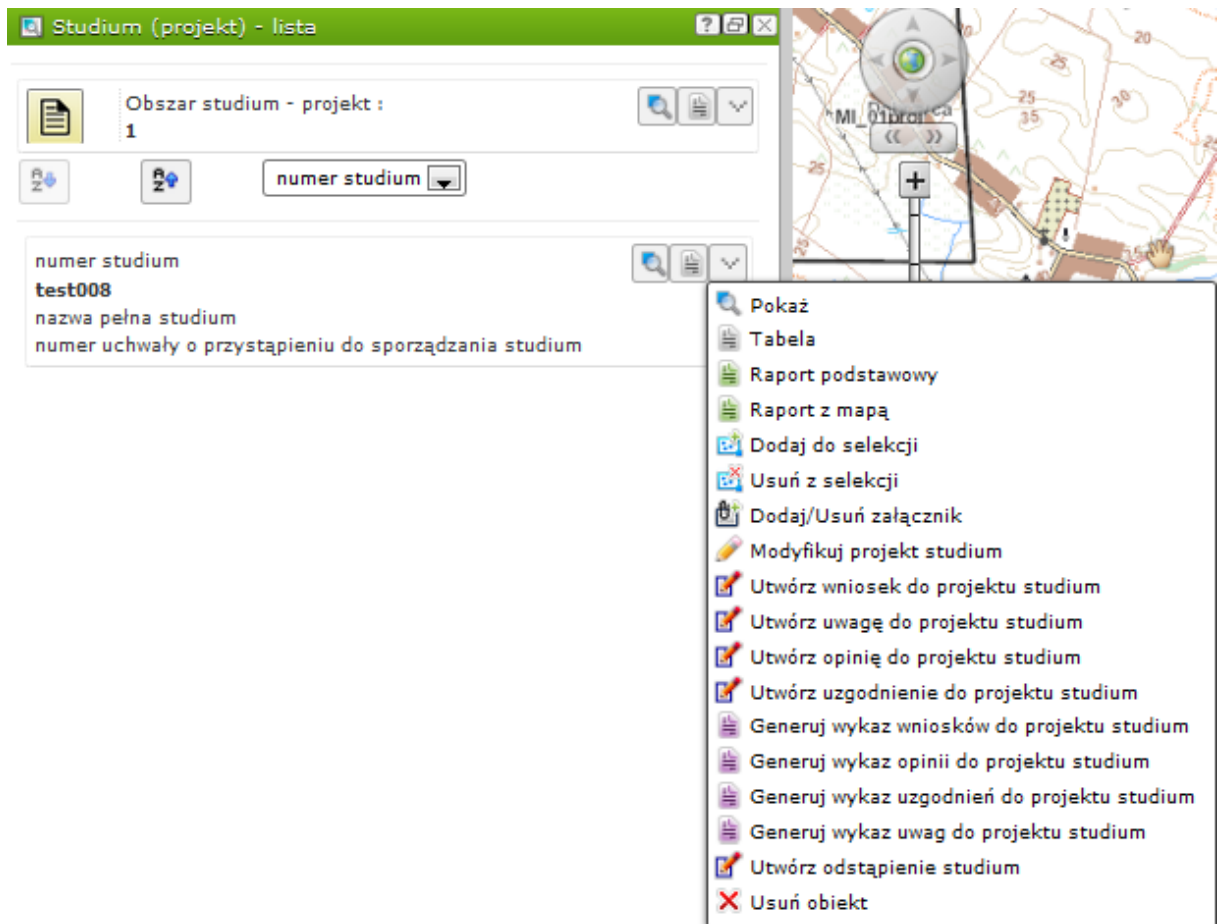 Studium (projekt) - lista
Obszar studium - projekt :
1
numer studium
numer studium
test008
nazwa pełna studium
numer uchwały o przystąpieniu do sporządzania studium
Pokaż
Tabela
Raport podstawowy
Raport z mapą
Dodaj do selekcji
Usuń z selekcji
Dodaj/Usuń załącznik
Modyfikuj projekt studium
Utwórz wniosek do projektu studium
Utwórz uwagę do projektu studium
Utwórz opinię do projektu studium
Utwórz uzgodnienie do projektu studium
Generuj wykaz wniosków do projektu studium
Generuj wykaz opinii do projektu studium
Generuj wykaz uzgodnień do projektu studium
Generuj wykaz uwag do projektu studium
Utwórz odstąpienie studium
Usuń obiekt
20
25
25
35
30
25